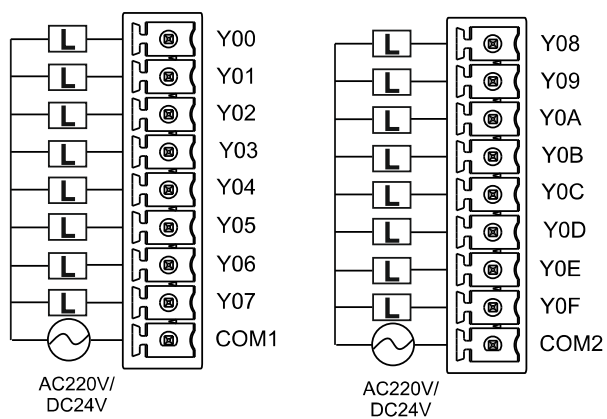 L Y00
L Y01
L Y02
L Y03
L Y04
L Y05
L Y06
L Y07
COM1
AC220V/
DC24V
L Y08
L Y09
L Y0A
L Y0B
L Y0C
L Y0D
L Y0E
L Y0F
COM2
AC220V/
DC24V